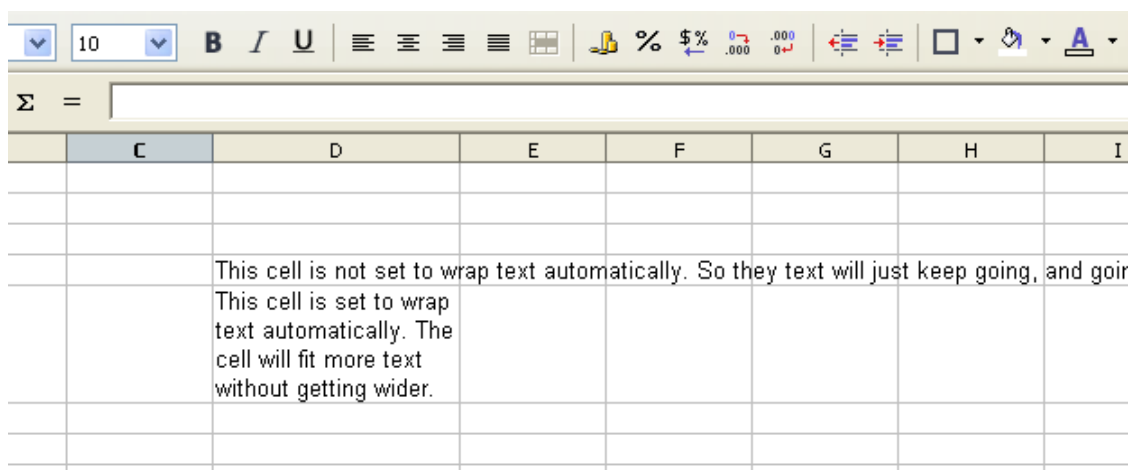 10 B I U % $% .000 .000
Σ =
C D E F G H I
This cell is not set to wrap text automatically. So they text will just keep going, and goin
This cell is set to wrap
text automatically. The
cell will fit more text
without getting wider.